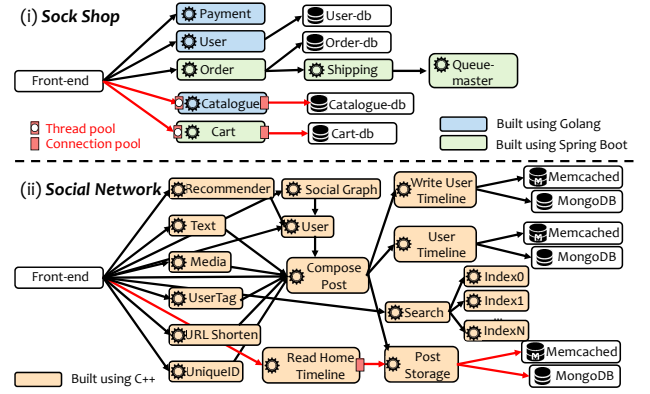 (i) Sock Shop
Payment
User
User-db
Order-db
Order
Shipping
Queue-
master
Front-end
Catalogue
Catalogue-db
Cart
Cart-db
Thread pool
Connection pool
Built using Golang
Built using Spring Boot
(ii) Social Network
Recommender
Social Graph
Write User
Timeline
Memcached
M
MongoDB
Text
User
User
Timeline
Memcached
M
MongoDB
Media
Compose
Post
Front-end
Index0
UserTag
Search
Index1
...
IndexN
URL Shorten
Read Home
Timeline
Post
Storage
Memcached
M
MongoDB
UniqueID
Built using C++